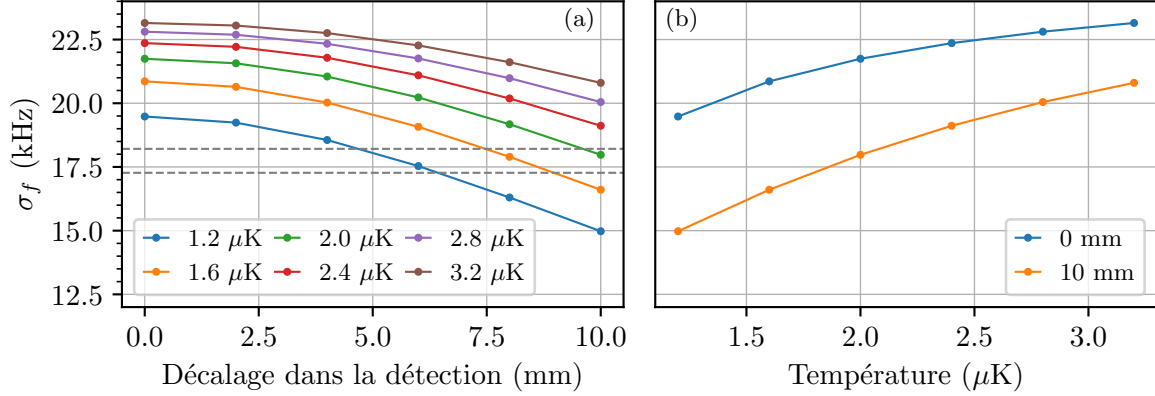 (a)
(b)
22.5
20.0
17.5
15.0
12.5
σ_f (kHz)
1.2 μK
2.0 μK
2.8 μK
1.6 μK
2.4 μK
3.2 μK
0 mm
10 mm
0.0
2.5
5.0
7.5
10.0
1.5
2.0
2.5
3.0
Décalage dans la détection (mm)
Température (μK)